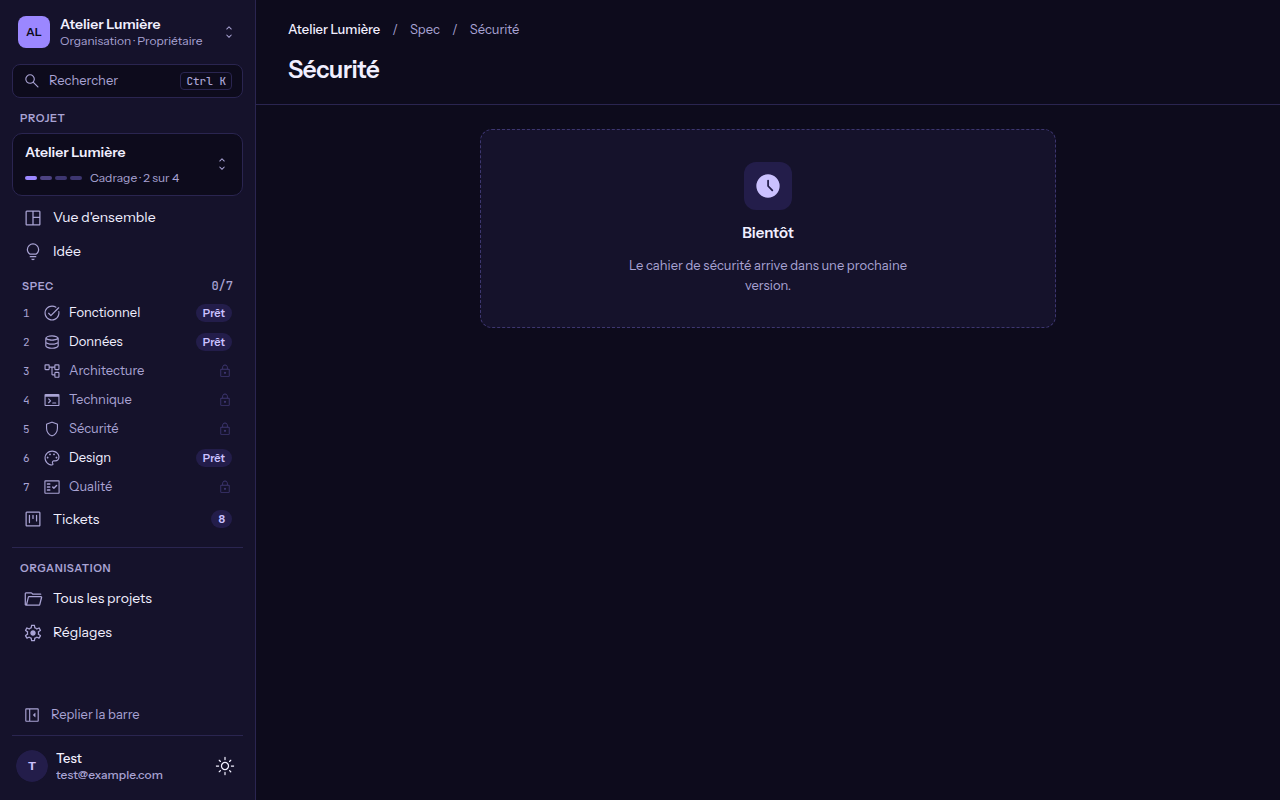 AL
Atelier Lumière
Organisation · Propriétaire
Rechercher
Ctrl K
PROJET
Atelier Lumière
Cadrage · 2 sur 4
Vue d'ensemble
Idée
SPEC 0/7
1 Fonctionnel Prêt
2 Données Prêt
3 Architecture
4 Technique
5 Sécurité
6 Design Prêt
7 Qualité
Tickets 8
ORGANISATION
Tous les projets
Réglages
Replier la barre
T
Test
test@example.com
Atelier Lumière / Spec / Sécurité
Sécurité
Bientôt
Le cahier de sécurité arrive dans une prochaine
version.